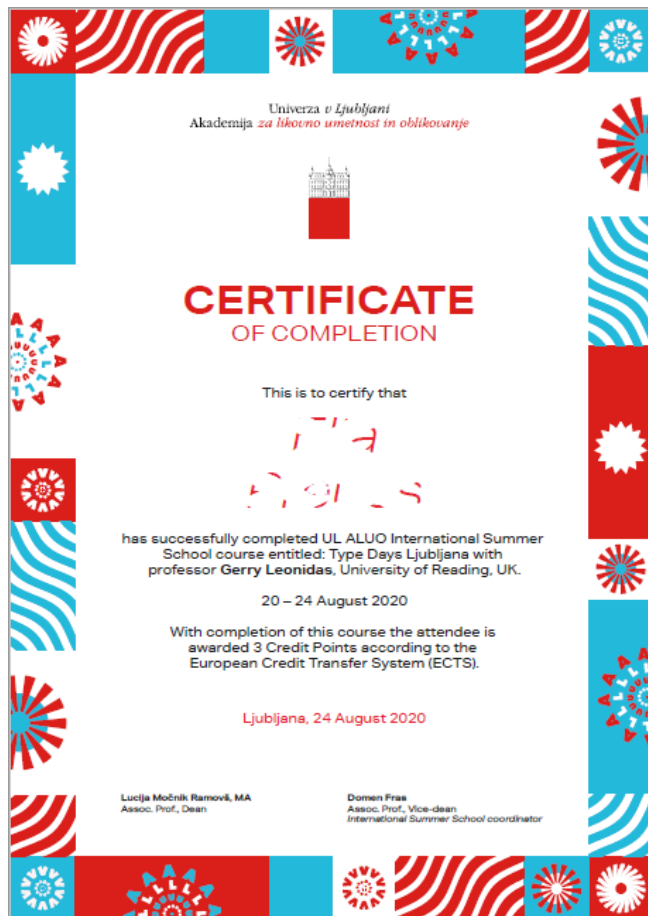 Univerza v Ljubljani
Akademija za likovno umetnost in oblikovanje
CERTIFICATE
OF COMPLETION
This is to certify that
has successfully completed UL ALUO International Summer
School course entitled: Type Days Ljubljana with
professor Gerry Leonidas, University of Reading, UK.
20 – 24 August 2020
With completion of this course the attendee is
awarded 3 Credit Points according to the
European Credit Transfer System (ECTS).
Ljubljana, 24 August 2020
Lucija Močnik Ramovš, MA
Assoc. Prof., Dean
Domen Fras
Assoc. Prof., Vice-dean
International Summer School coordinator